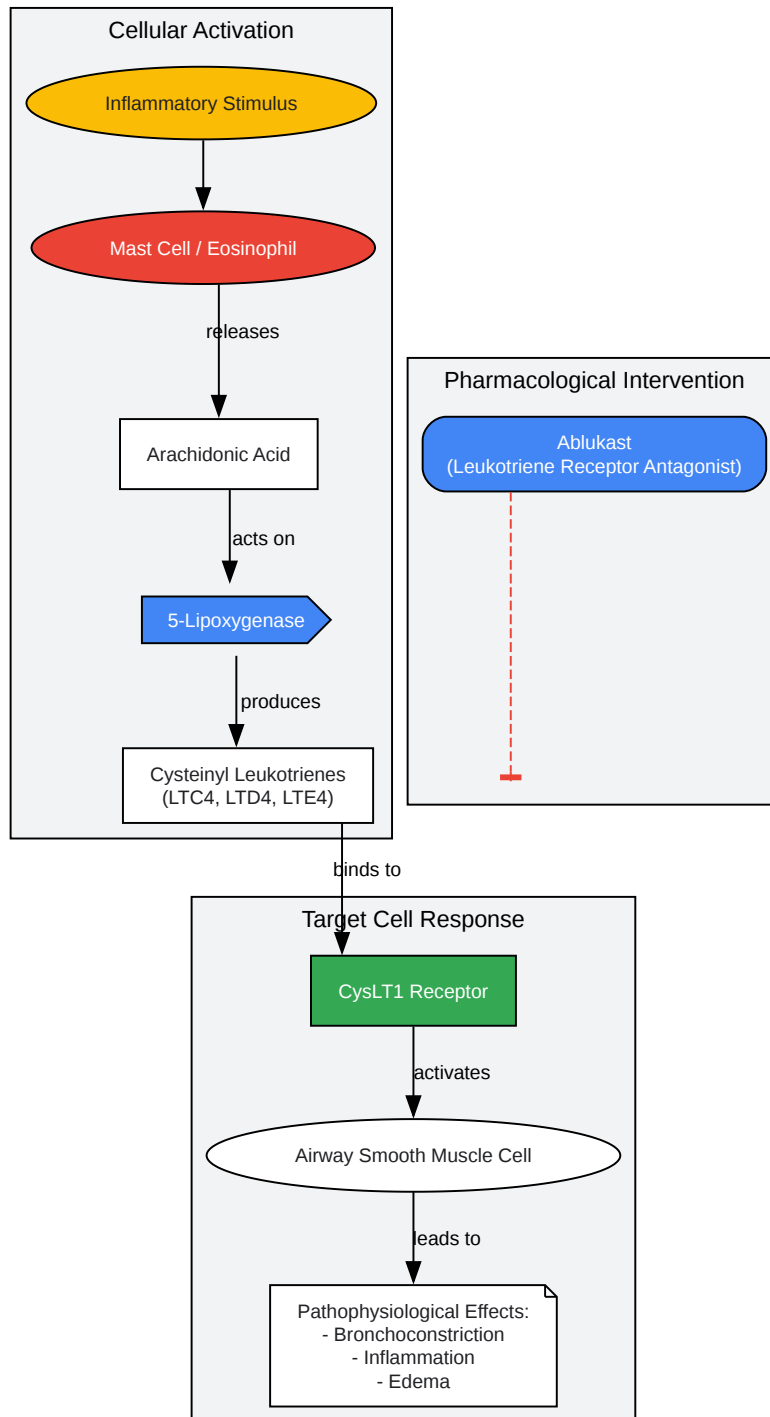 Cellular Activation
Inflammatory Stimulus
Mast Cell / Eosinophil
releases
Arachidonic Acid
acts on
5-Lipoxygenase
produces
Cysteinyl Leukotrienes
(LTC4, LTD4, LTE4)
Pharmacological Intervention
Ablukast
(Leukotriene Receptor Antagonist)
binds to
Target Cell Response
CysLT1 Receptor
activates
Airway Smooth Muscle Cell
leads to
Pathophysiological Effects:
- Bronchoconstriction
- Inflammation
- Edema